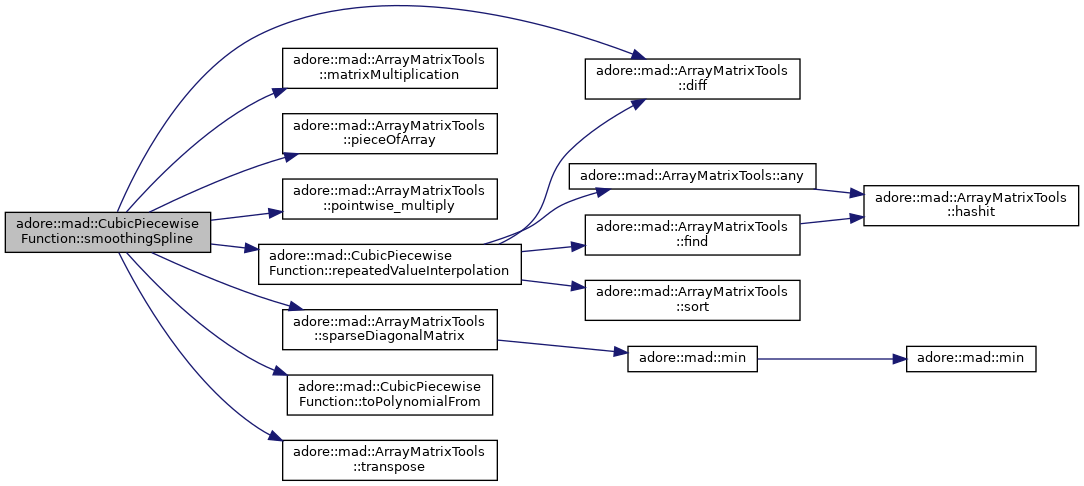 adore::mad::CubicPiecewise
Function::smoothingSpline
adore::mad::ArrayMatrixTools
::matrixMultiplication
adore::mad::ArrayMatrixTools
::pieceOfArray
adore::mad::ArrayMatrixTools
::pointwise_multiply
adore::mad::CubicPiecewise
Function::repeatedValueInterpolation
adore::mad::ArrayMatrixTools
::sparseDiagonalMatrix
adore::mad::CubicPiecewise
Function::toPolynomialFrom
adore::mad::ArrayMatrixTools
::transpose
adore::mad::ArrayMatrixTools
::diff
adore::mad::ArrayMatrixTools::any
adore::mad::ArrayMatrixTools
::find
adore::mad::ArrayMatrixTools
::sort
adore::mad::min
adore::mad::ArrayMatrixTools
::hashit
adore::mad::min